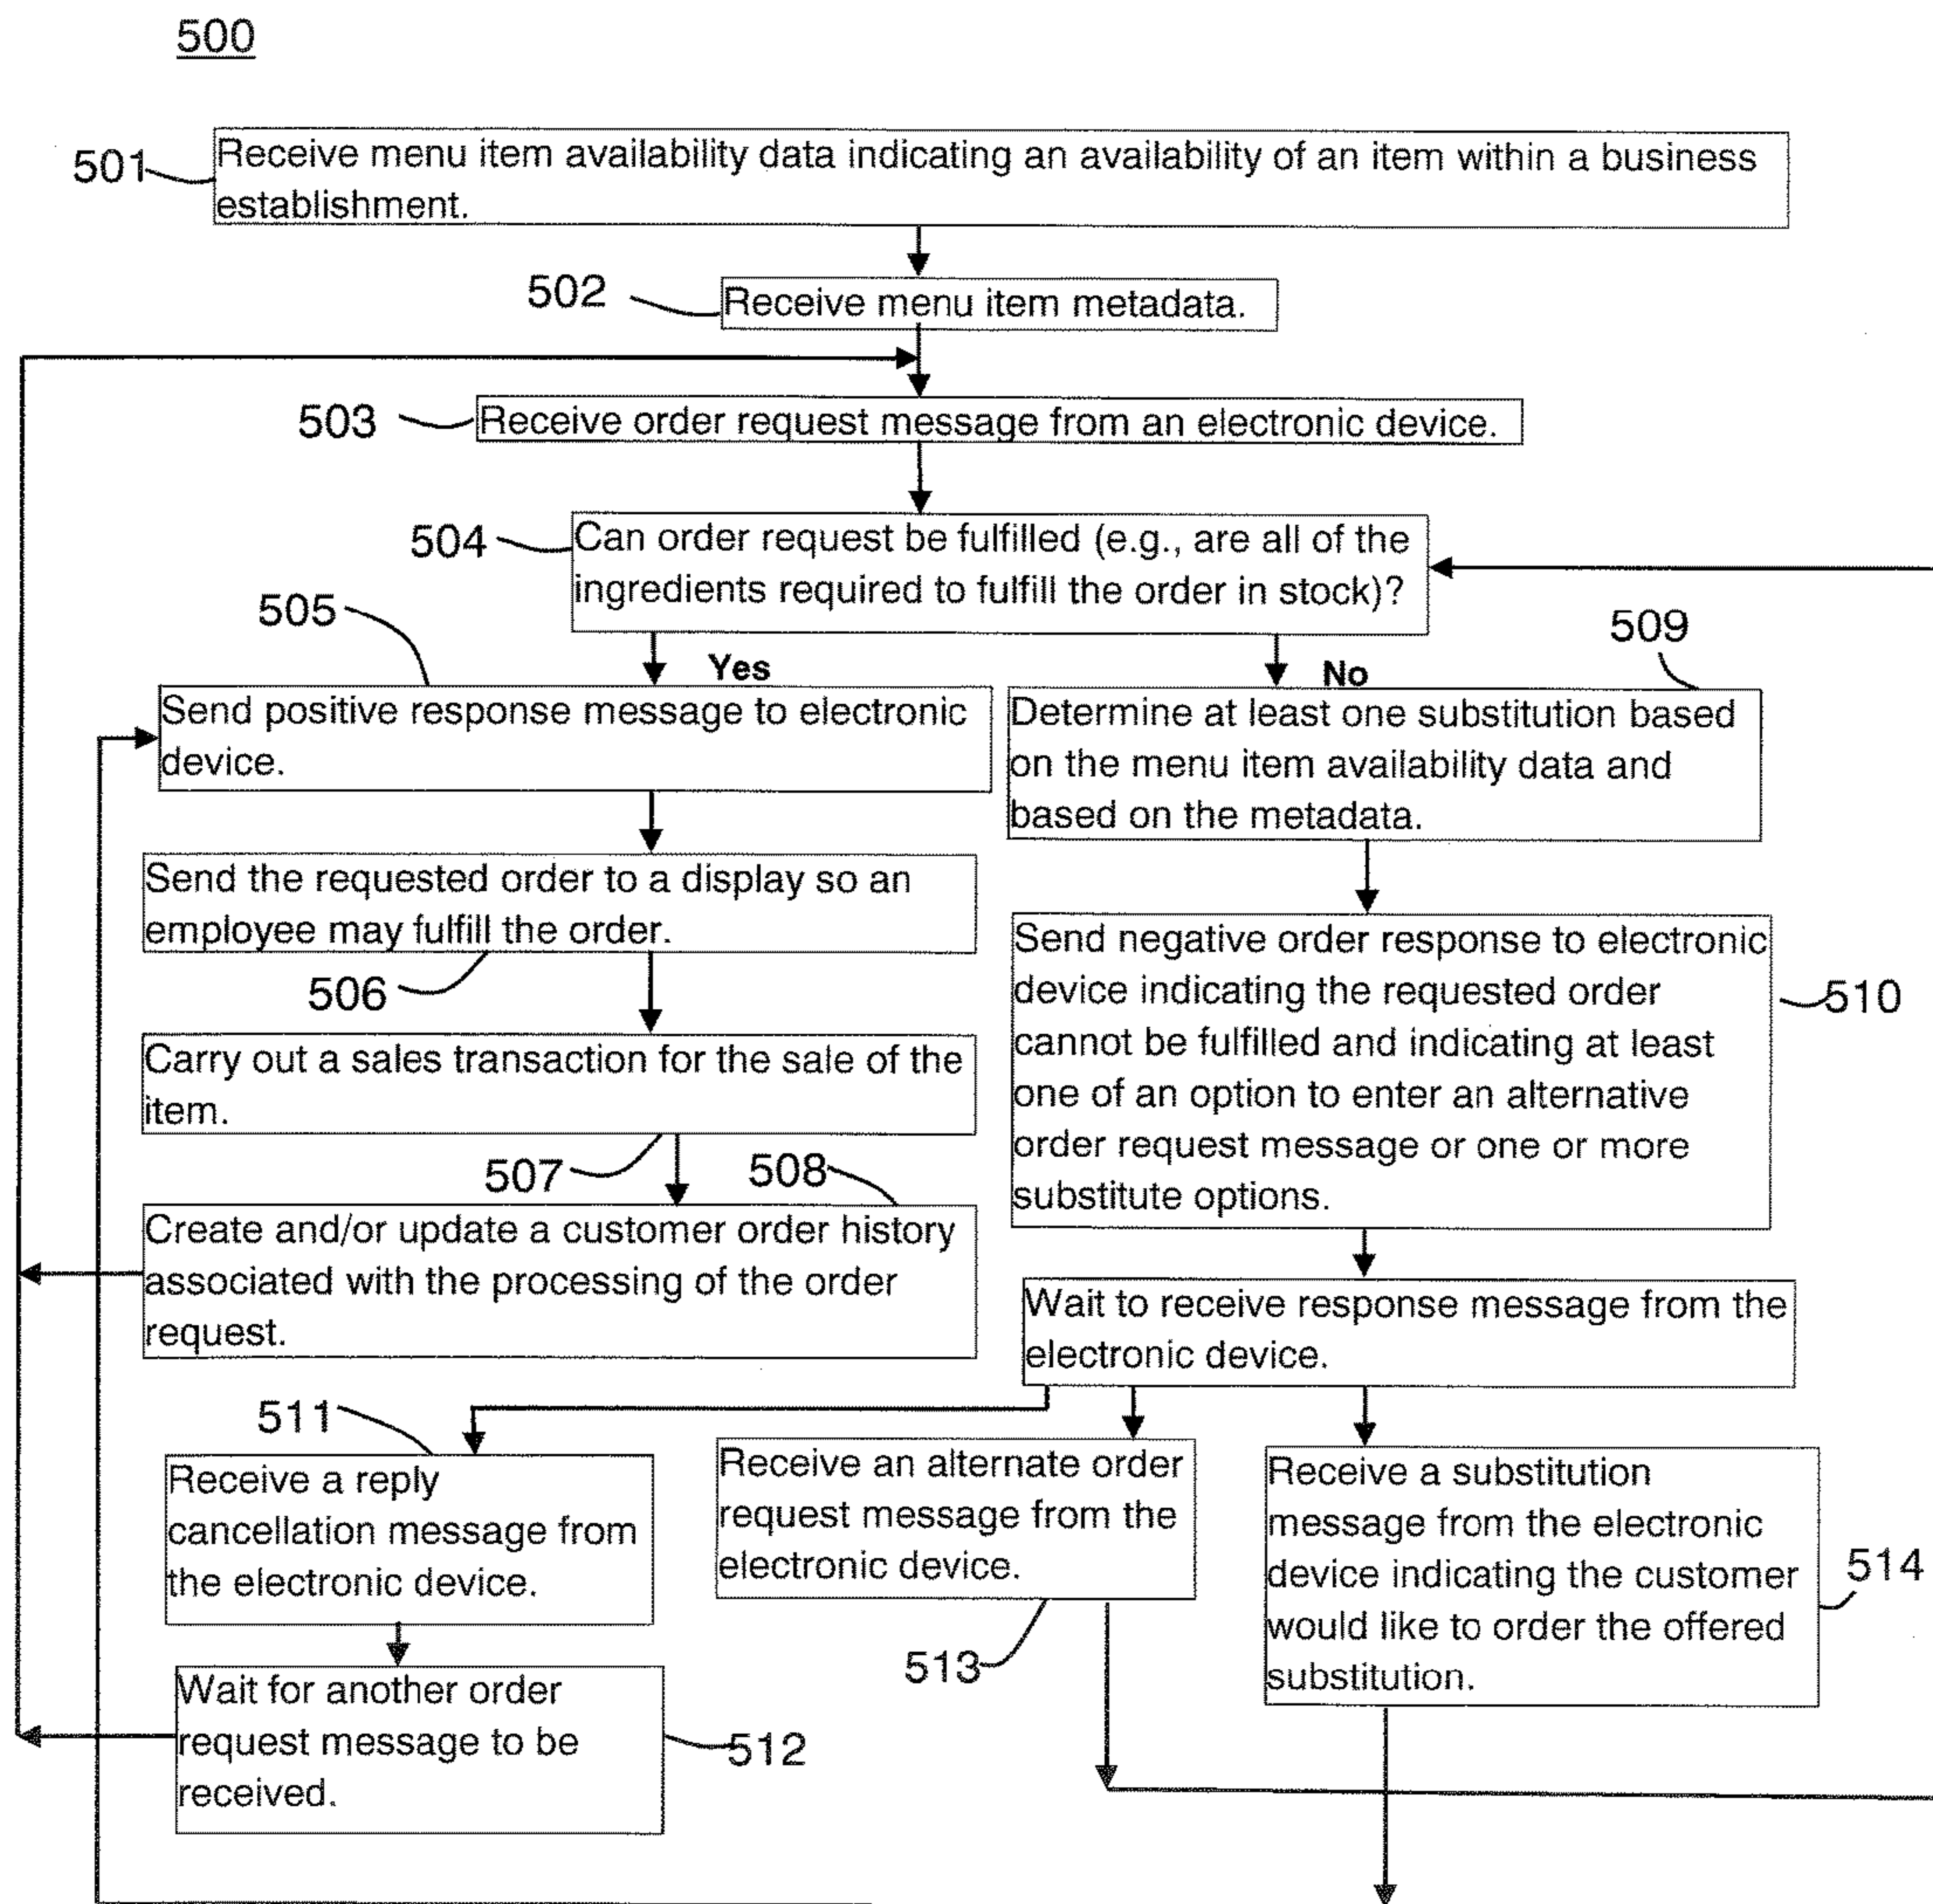 500
501
Receive menu item availability data indicating an availability of an item within a business
establishment.
502
Receive menu item metadata.
503
Receive order request message from an electronic device.
504
Can order request be fulfilled (e.g., are all of the
ingredients required to fulfill the order in stock)?
505
Yes
No
509
Send positive response message to electronic
device.
Determine at least one substitution based
on the menu item availability data and
based on the metadata.
Send the requested order to a display so an
employee may fulfill the order.
506
Send negative order response to electronic
device indicating the requested order
cannot be fulfilled and indicating at least
one of an option to enter an alternative
order request message or one or more
substitute options.
510
Carry out a sales transaction for the sale of the
item.
507
508
Create and/or update a customer order history
associated with the processing of the order
request.
Wait to receive response message from the
electronic device.
511
Receive a reply
cancellation message from
the electronic device.
Receive an alternate order
request message from the
electronic device.
513
Receive a substitution
message from the electronic
device indicating the customer
would like to order the offered
substitution.
514
Wait for another order
request message to be
received.
512